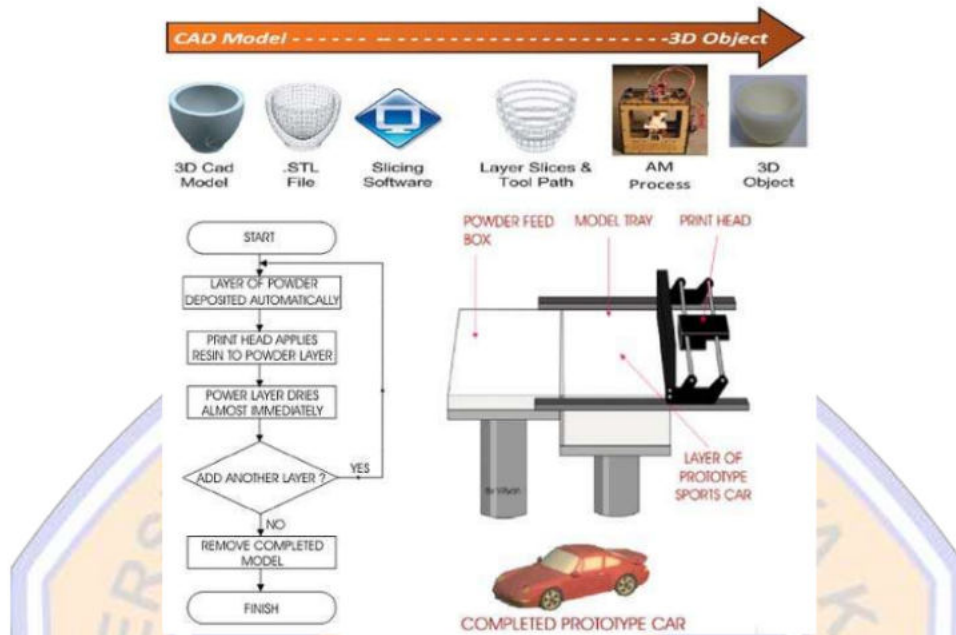 CAD Model
3D Object
3D Cad
Model
.STL
File
Slicing
Software
Layer Slices &
Tool Path
AM
Process
3D
Object
START
LAYER OF POWDER
DEPOSITED AUTOMATICALLY
PRINT HEAD APPLIES
RESIN TO POWDER LAYER
POWER LAYER DRIES
ALMOST IMMEDIATELY
ADD ANOTHER LAYER ?
YES
NO
REMOVE COMPLETED
MODEL
FINISH
POWDER FEED
BOX
MODEL TRAY
PRINT HEAD
LAYER OF
PROTOTYPE
SPORTS CAR
COMPLETED PROTOTYPE CAR